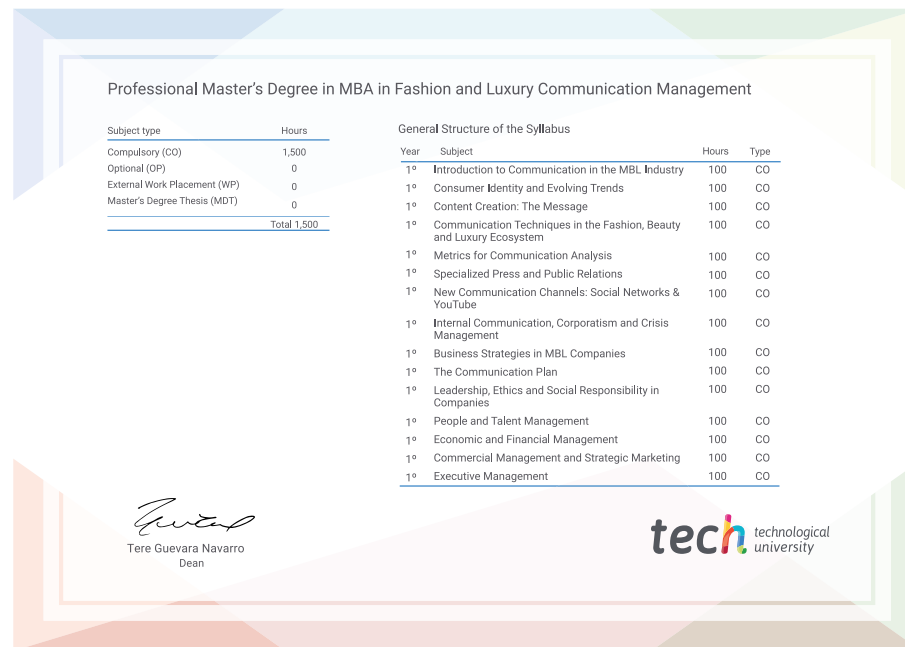 Professional Master's Degree in MBA in Fashion and Luxury Communication Management
Subject type Hours
Compulsory (CO) 1,500
Optional (OP) 0
External Work Placement (WP) 0
Master's Degree Thesis (MDT) 0
Total 1,500
General Structure of the Syllabus
Year Subject Hours Type
1º Introduction to Communication in the MBL Industry 100 CO
1º Consumer Identity and Evolving Trends 100 CO
1º Content Creation: The Message 100 CO
1º Communication Techniques in the Fashion, Beauty 100 CO
and Luxury Ecosystem
1º Metrics for Communication Analysis 100 CO
1º Specialized Press and Public Relations 100 CO
1º New Communication Channels: Social Networks & 100 CO
YouTube
1º Internal Communication, Corporatism and Crisis 100 CO
Management
1º Business Strategies in MBL Companies 100 CO
1º The Communication Plan 100 CO
1º Leadership, Ethics and Social Responsibility in 100 CO
Companies
1º People and Talent Management 100 CO
1º Economic and Financial Management 100 CO
1º Commercial Management and Strategic Marketing 100 CO
1º Executive Management 100 CO
Tere Guevara Navarro
Dean
tech technological
university